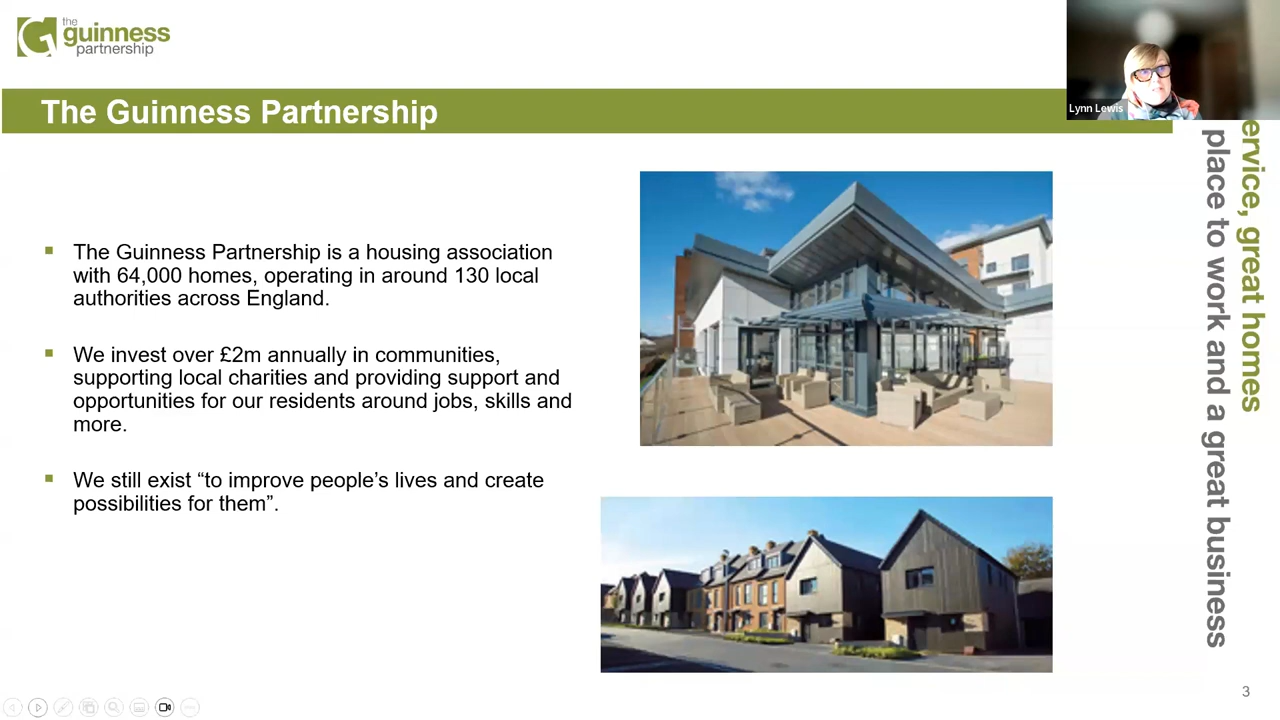 the
guinness
partnership
The Guinness Partnership
Lynn Lewis
The Guinness Partnership is a housing association
with 64,000 homes, operating in around 130 local
authorities across England.
We invest over £2m annually in communities,
supporting local charities and providing support and
opportunities for our residents around jobs, skills and
more.
We still exist “to improve people’s lives and create
possibilities for them”.
ervice, great homes
place to work and a great business
3